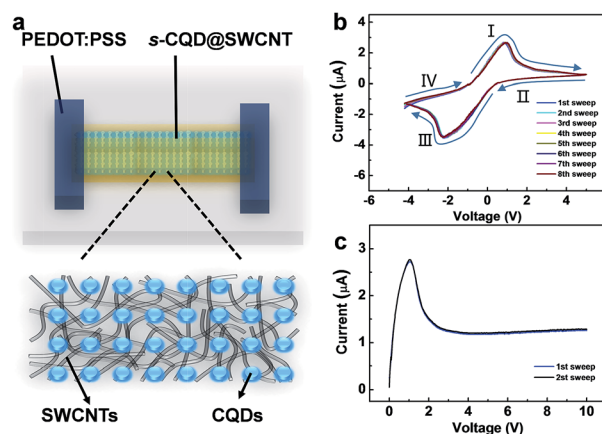 a
PEDOT:PSS
s-CQD@SWCNT
SWCNTs
CQDs
b
Current (μA)
4
2
0
-2
-4
-6
-6
-4
-2
0
2
4
6
Voltage (V)
I
II
III
IV
1st sweep
2nd sweep
3rd sweep
4th sweep
5th sweep
6th sweep
7th sweep
8th sweep
c
Current (μA)
3
2
1
0
0
2
4
6
8
10
Voltage (V)
1st sweep
2st sweep